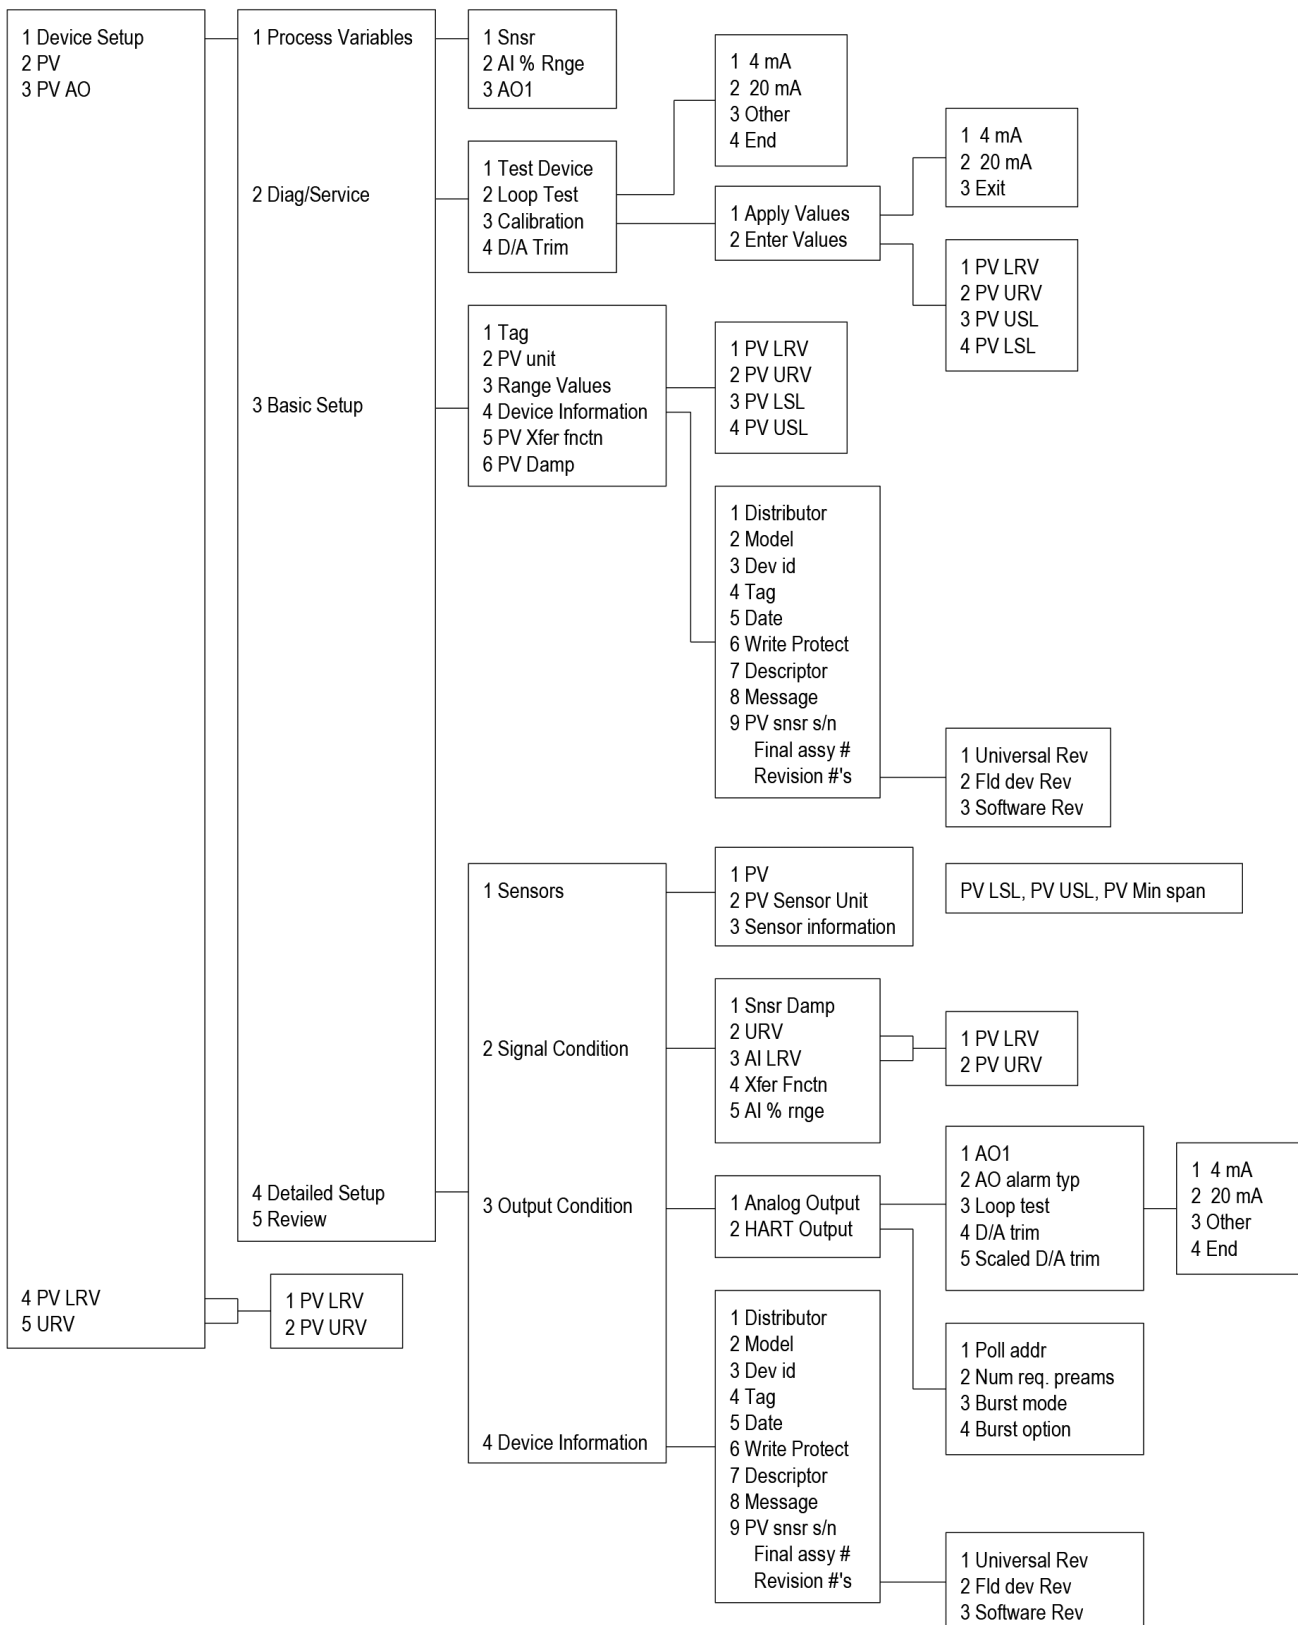 1 Device Setup
2 PV
3 PV AO
4 PV LRV
5 URV
1 PV LRV
2 PV URV
1 Process Variables
2 Diag/Service
3 Basic Setup
4 Detailed Setup
5 Review
1 Snsr
2 AI % Rnge
3 AO1
1 Test Device
2 Loop Test
3 Calibration
4 D/A Trim
1 4 mA
2 20 mA
3 Other
4 End
1 Apply Values
2 Enter Values
1 4 mA
2 20 mA
3 Exit
1 PV LRV
2 PV URV
3 PV USL
4 PV LSL
1 Tag
2 PV unit
3 Range Values
4 Device Information
5 PV Xfer fnctn
6 PV Damp
1 PV LRV
2 PV URV
3 PV LSL
4 PV USL
1 Distributor
2 Model
3 Dev id
4 Tag
5 Date
6 Write Protect
7 Descriptor
8 Message
9 PV snsr s/n
Final assy #
Revision #'s
1 Universal Rev
2 Fld dev Rev
3 Software Rev
1 Sensors
2 Signal Condition
3 Output Condition
4 Device Information
1 PV
2 PV Sensor Unit
3 Sensor information
PV LSL, PV USL, PV Min span
1 Snsr Damp
2 URV
3 AI LRV
4 Xfer Fnctn
5 AI % rnge
1 PV LRV
2 PV URV
1 Analog Output
2 HART Output
1 AO1
2 AO alarm typ
3 Loop test
4 D/A trim
5 Scaled D/A trim
1 4 mA
2 20 mA
3 Other
4 End
1 Poll addr
2 Num req. preams
3 Burst mode
4 Burst option
1 Distributor
2 Model
3 Dev id
4 Tag
5 Date
6 Write Protect
7 Descriptor
8 Message
9 PV snsr s/n
Final assy #
Revision #'s
1 Universal Rev
2 Fld dev Rev
3 Software Rev